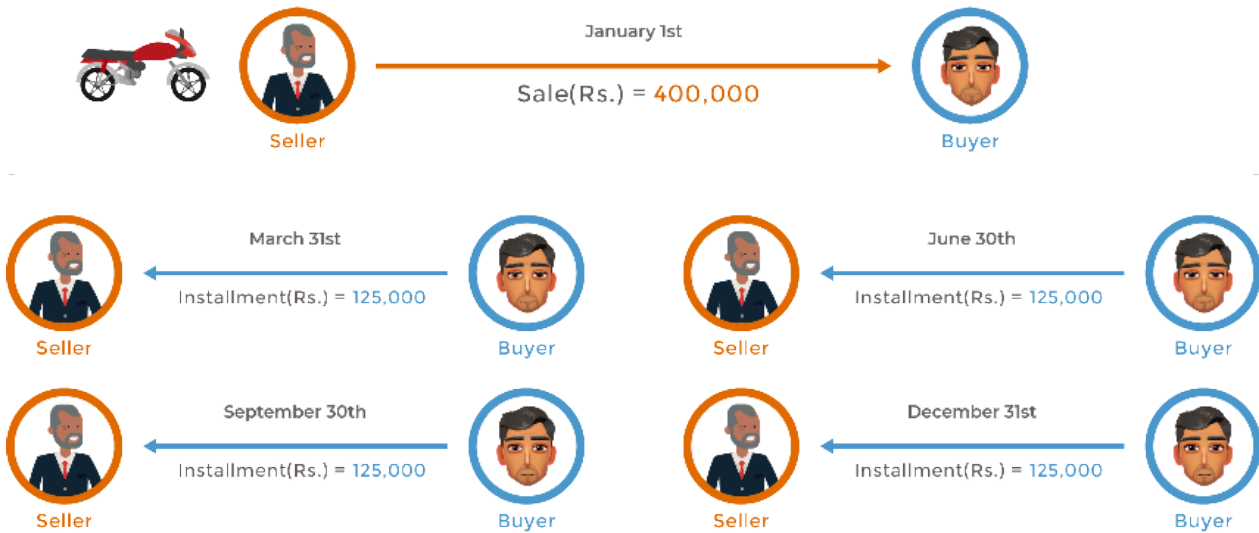 January 1st
Sale(Rs.) = 400,000
Seller
Buyer
March 31st
Installment(Rs.) = 125,000
Seller
Buyer
June 30th
Installment(Rs.) = 125,000
Seller
Buyer
September 30th
Installment(Rs.) = 125,000
Seller
Buyer
December 31st
Installment(Rs.) = 125,000
Seller
Buyer